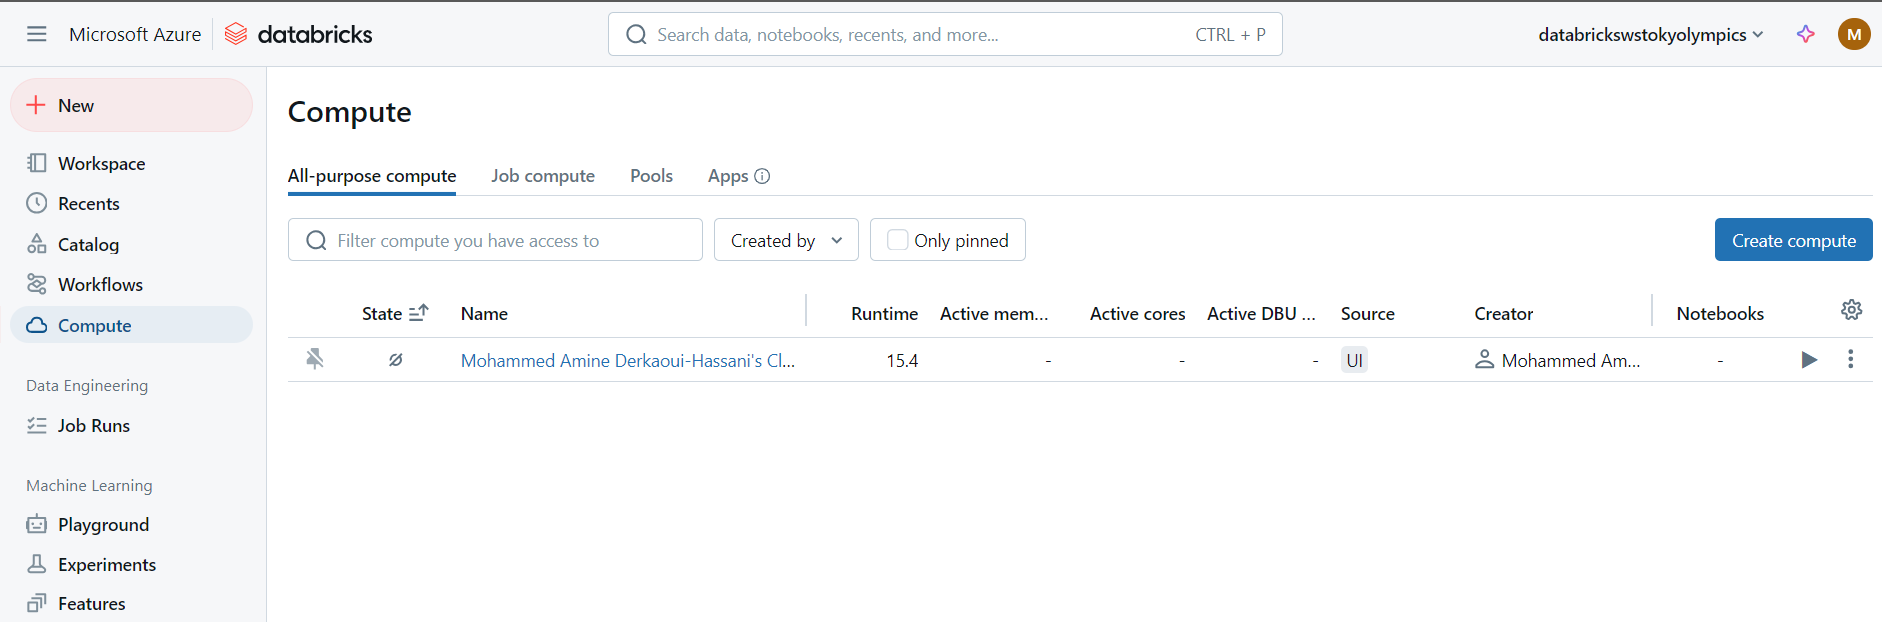 Microsoft Azure databricks Search data, notebooks, recents, and more... CTRL + P databrickswstokyolympics M
New
Workspace
Recents
Catalog
Workflows
Compute
Data Engineering
Job Runs
Machine Learning
Playground
Experiments
Features
Compute
All-purpose compute Job compute Pools Apps
Filter compute you have access to Created by Only pinned Create compute
State Name Runtime Active mem... Active cores Active DBU ... Source Creator Notebooks
Mohammed Amine Derkaoui-Hassani's Cl... 15.4 - - - UI Mohammed Am... -